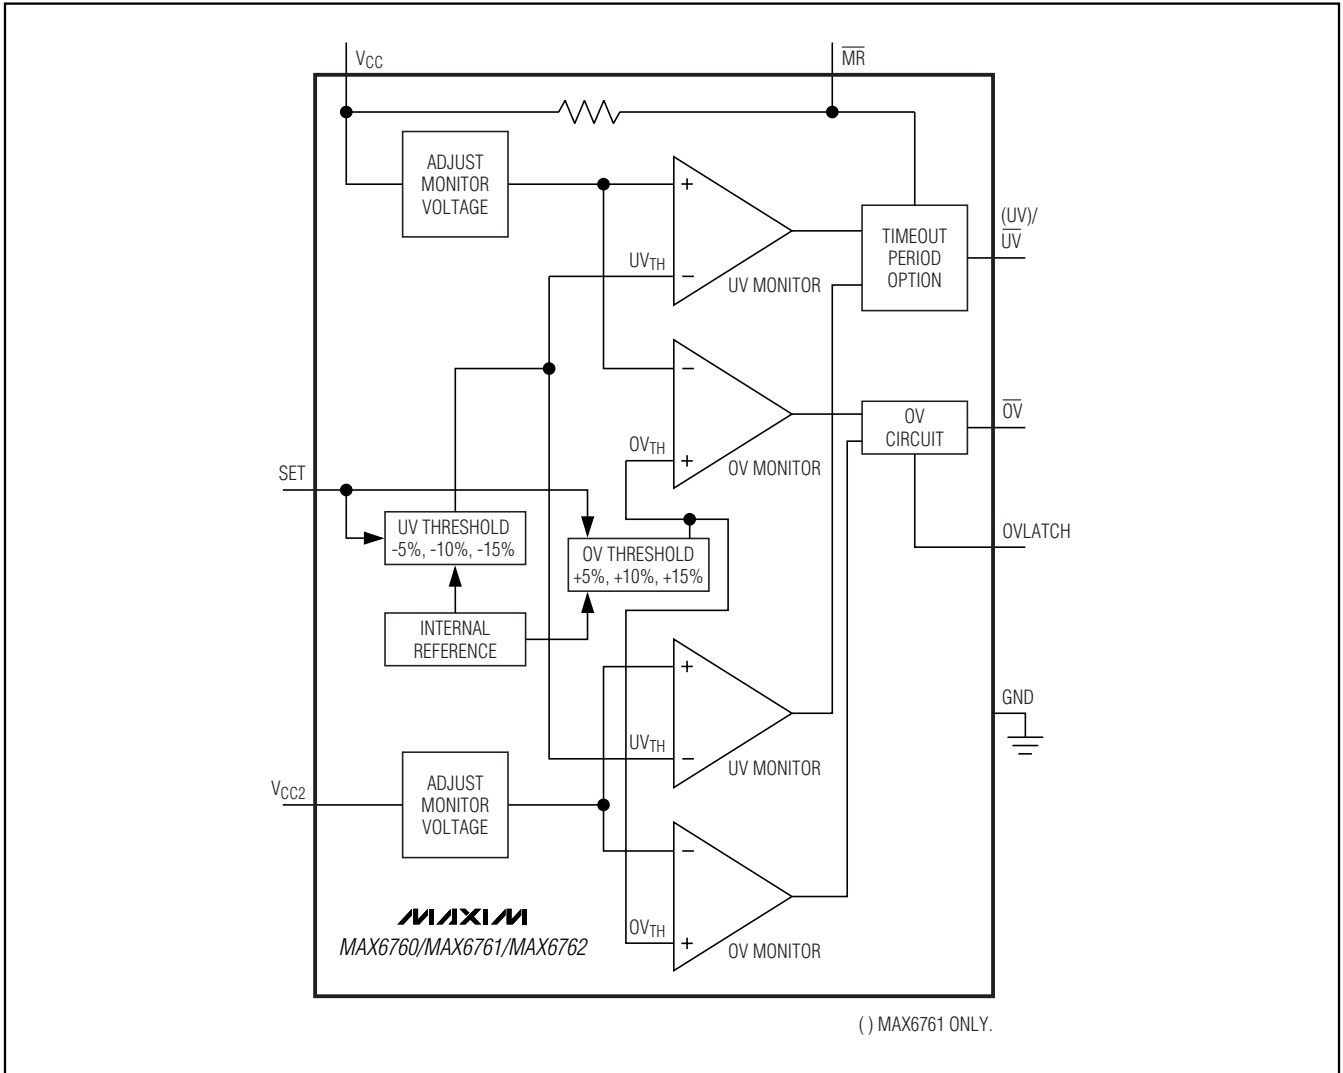 VCC
MR
ADJUST
MONITOR
VOLTAGE
+
UVTH
−
UV MONITOR
TIMEOUT
PERIOD
OPTION
(UV)/
UV
−
OVTH
+
OV MONITOR
OV
CIRCUIT
OV
SET
UV THRESHOLD
-5%, -10%, -15%
OV THRESHOLD
+5%, +10%, +15%
OVLATCH
INTERNAL
REFERENCE
+
UVTH
−
UV MONITOR
GND
VCC2
ADJUST
MONITOR
VOLTAGE
−
OVTH
+
OV MONITOR
MAXIM
MAX6760/MAX6761/MAX6762
( ) MAX6761 ONLY.